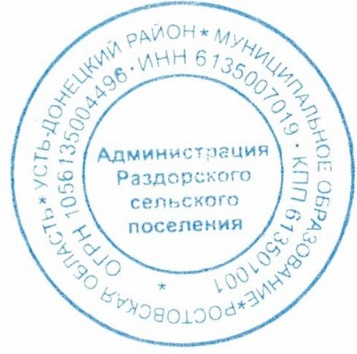 МУНИЦИПАЛЬНОЕ ОБРАЗОВАНИЕ*РОСТОВСКАЯ ОБЛАСТЬ*УСТЬ-ДОНЕЦКИЙ РАЙОН*
ОГРН 1056135004496·ИНН 6135007019·КПП 613501001
*
Администрация
Раздорского
сельского
поселения